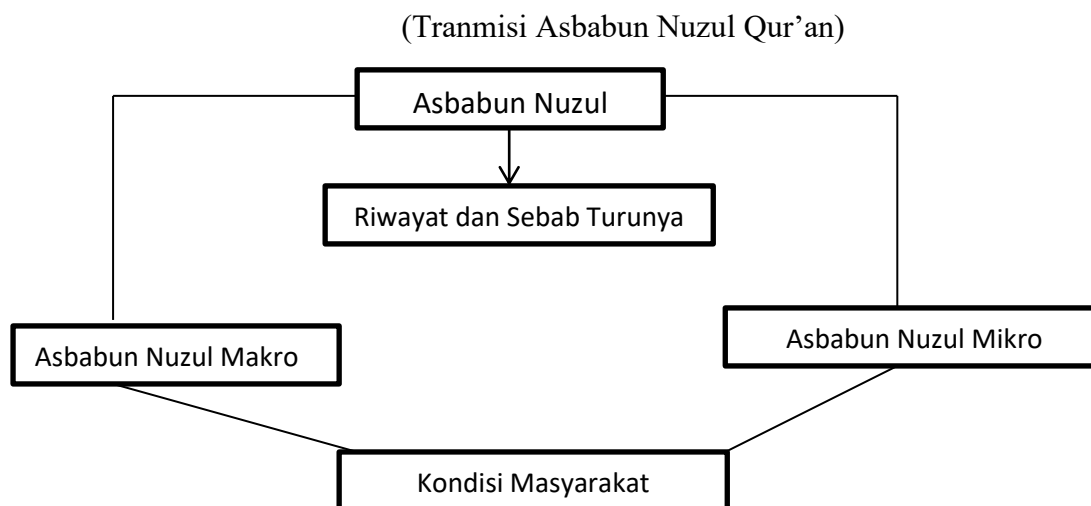 (Tranmisi Asbabun Nuzul Qur’an)
Asbabun Nuzul
Riwayat dan Sebab Turunya
Asbabun Nuzul Makro
Asbabun Nuzul Mikro
Kondisi Masyarakat